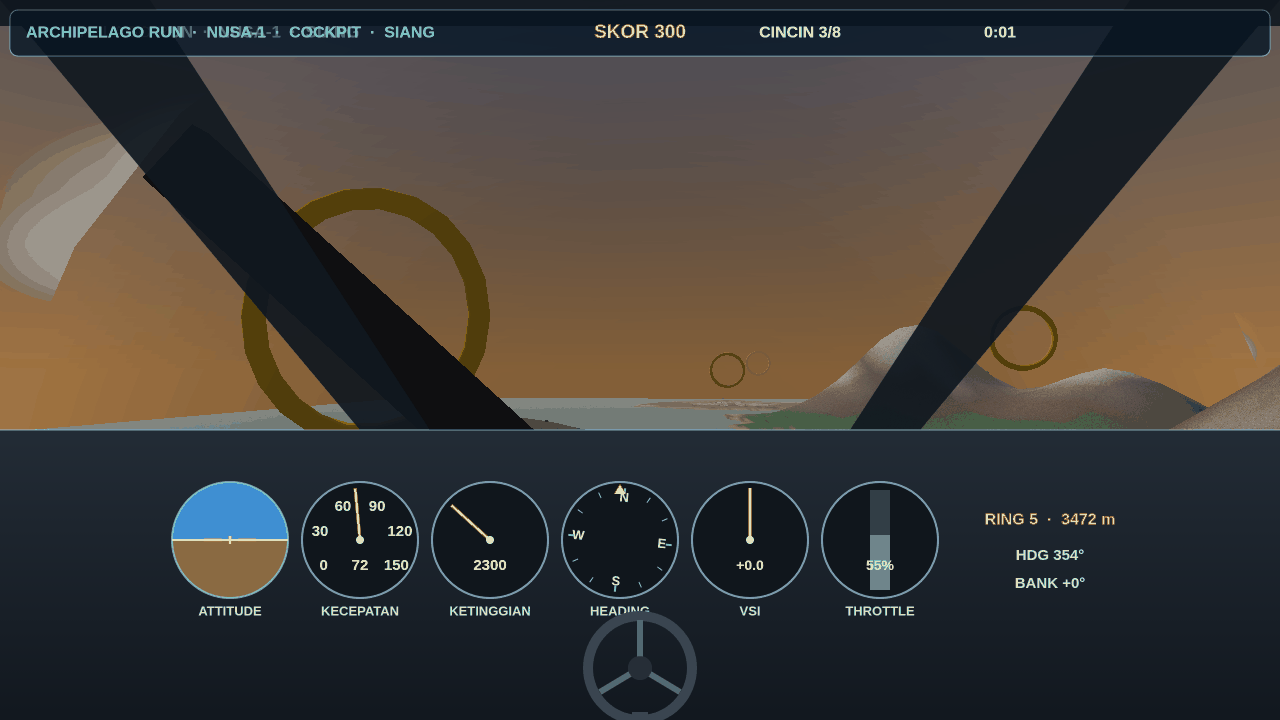 ARCHIPELAGO RUN · NUSA-1 · COCKPIT · SIANG
SKOR 300
CINCIN 3/8
0:01
60 90
30 120
0 72 150
2300
N
W
E
S
+0.0
55%
RING 5 · 3472 m
HDG 354°
BANK +0°
ATTITUDE
KECEPATAN
KETINGGIAN
HEADING
VSI
THROTTLE